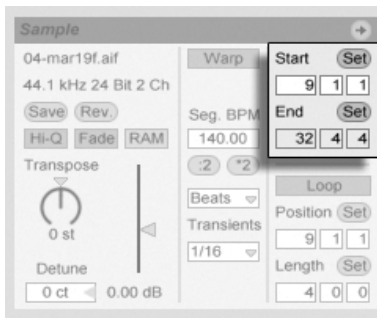 Sample
04-mar19f.aif
44.1 kHz 24 Bit 2 Ch
Save Rev.
Hi-Q Fade RAM
Transpose
0 st
Detune
0 ct 0.00 dB
Warp
Seg. BPM
140.00
:2 *2
Beats
Transients
1/16
Start Set
9 1 1
End Set
32 4 4
Loop
Position Set
9 1 1
Length Set
4 0 0